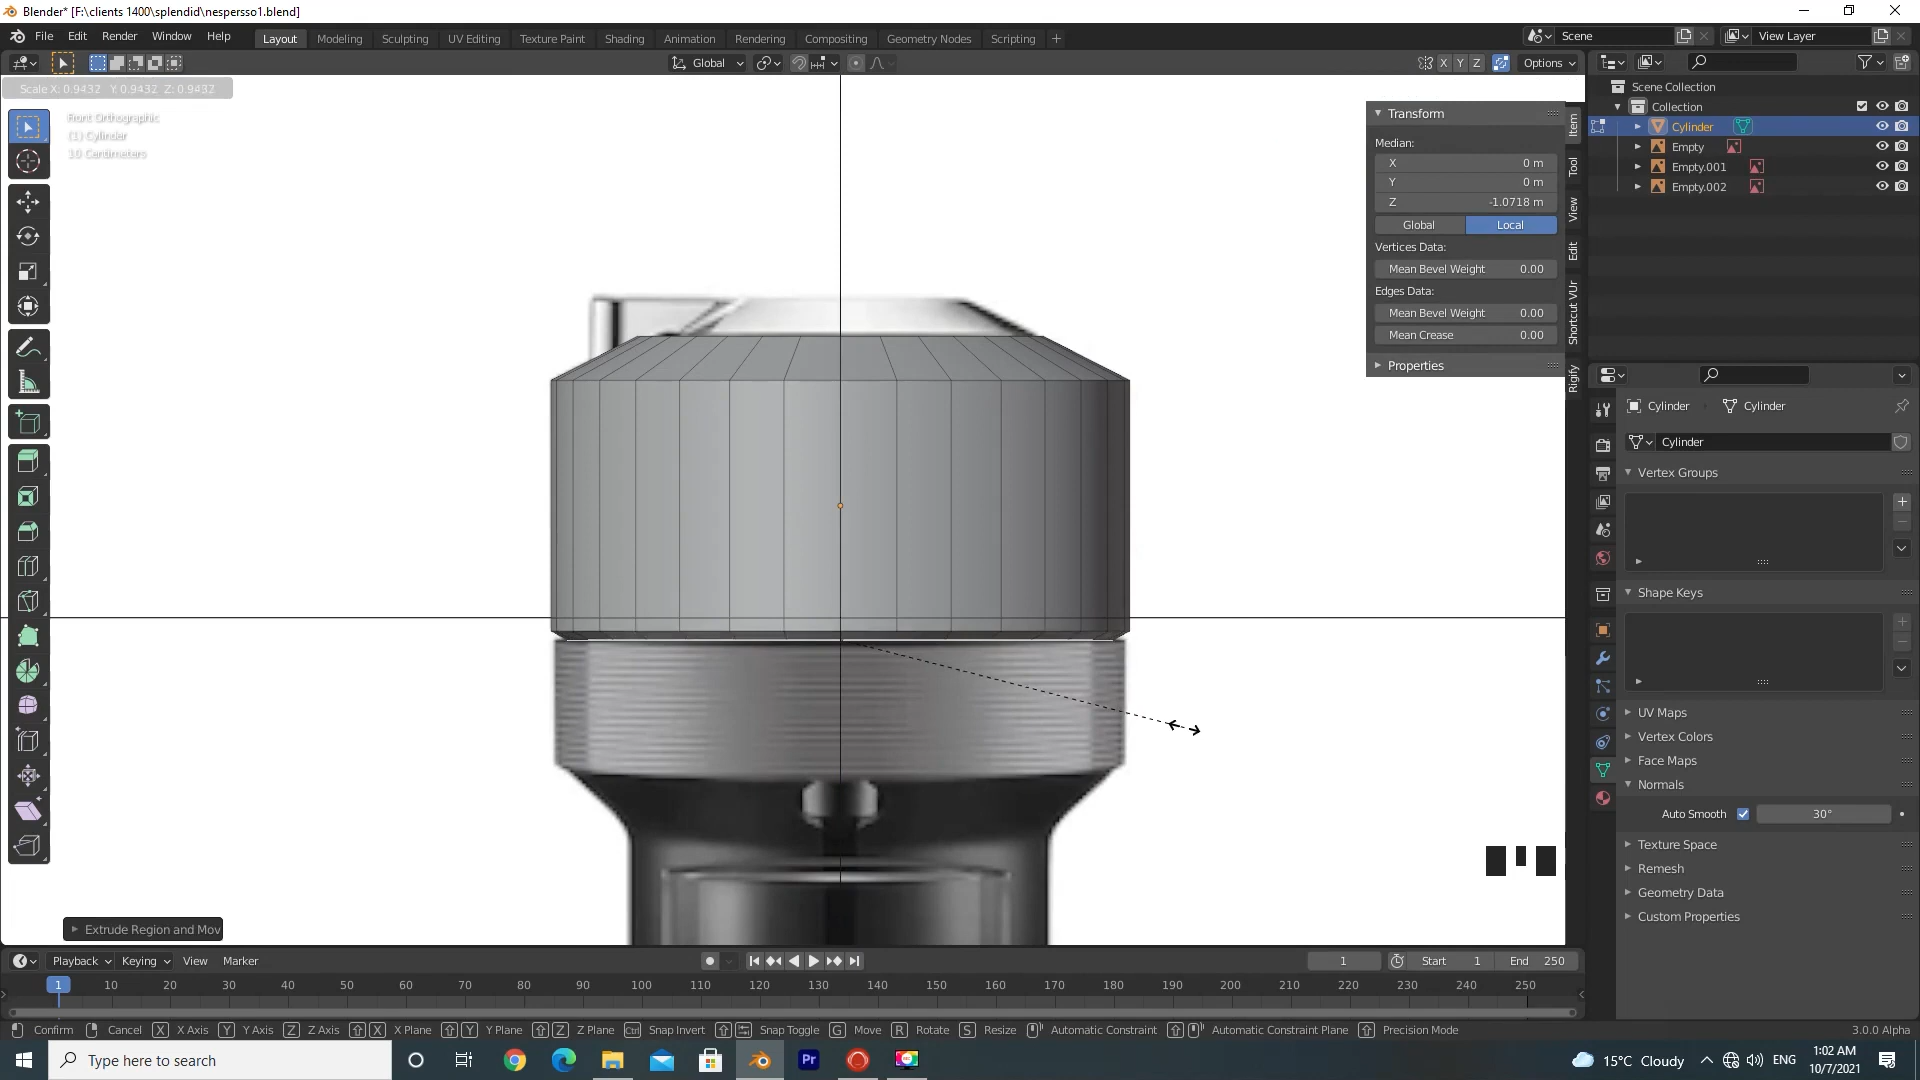 Blender* [F:\clients 1400\splendid\nespersso1.blend]
File Edit Render Window Help
Layout Modeling Sculpting UV Editing Texture Paint Shading Animation Rendering Compositing Geometry Nodes Scripting +
Scene View Layer
Global
X Y Z Options
Scale X: 0.9432 Y: 0.9432 Z: 0.9432
Front Orthographic
(1) Cylinder
10 Centimeters
Transform
Median:
X 0 m
Y 0 m
Z -1.0718 m
Global Local
Vertices Data:
Mean Bevel Weight 0.00
Edges Data:
Mean Bevel Weight 0.00
Mean Crease 0.00
Properties
Item
Tool
View
Edit
Shortcut VUr
Rigify
Scene Collection
Collection
Cylinder
Empty
Empty.001
Empty.002
Cylinder Cylinder
Cylinder
Vertex Groups
Shape Keys
UV Maps
Vertex Colors
Face Maps
Normals
Auto Smooth 30°
Texture Space
Remesh
Geometry Data
Custom Properties
Extrude Region and Mov
Playback Keying View Marker
1 Start 1 End 250
1 10 20 30 40 50 60 70 80 90 100 110 120 130 140 150 160 170 180 190 200 210 220 230 240 250
Confirm Cancel X X Axis Y Y Axis Z Z Axis X X Plane Y Y Plane Z Z Plane Ctrl Snap Invert Snap Toggle G Move R Rotate S Resize Automatic Constraint Automatic Constraint Plane Precision Mode
3.0.0 Alpha
Type here to search
Pr
15°C Cloudy
ENG
1:02 AM
10/7/2021